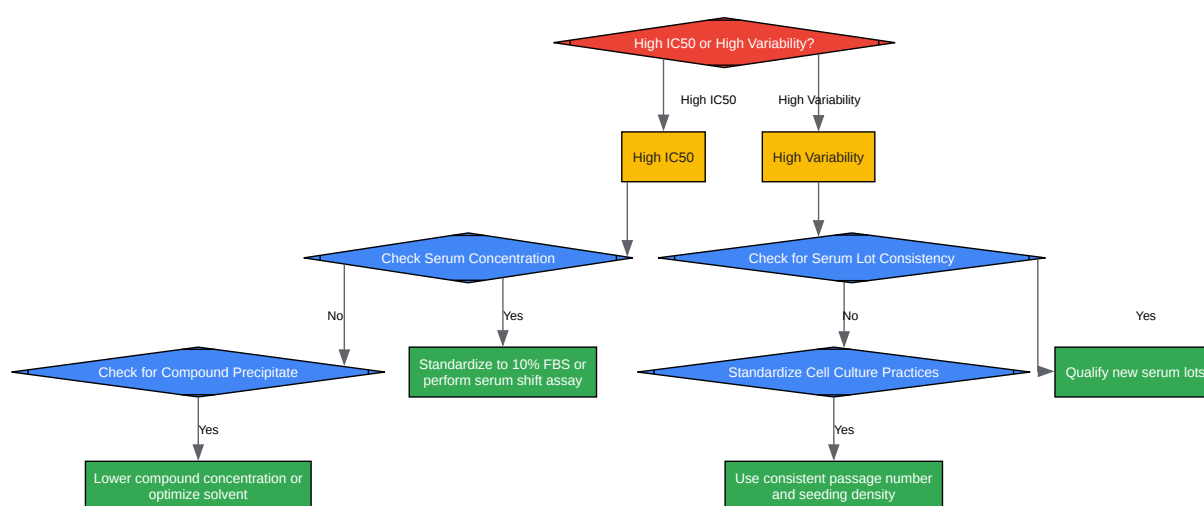 High IC50 or High Variability?
High IC50
High Variability
High IC50
High Variability
Check Serum Concentration
Check for Serum Lot Consistency
No
Yes
No
Yes
Check for Compound Precipitate
Standardize to 10% FBS or
perform serum shift assay
Standardize Cell Culture Practices
Qualify new serum lots
Yes
Yes
Lower compound concentration or
optimize solvent
Use consistent passage number
and seeding density